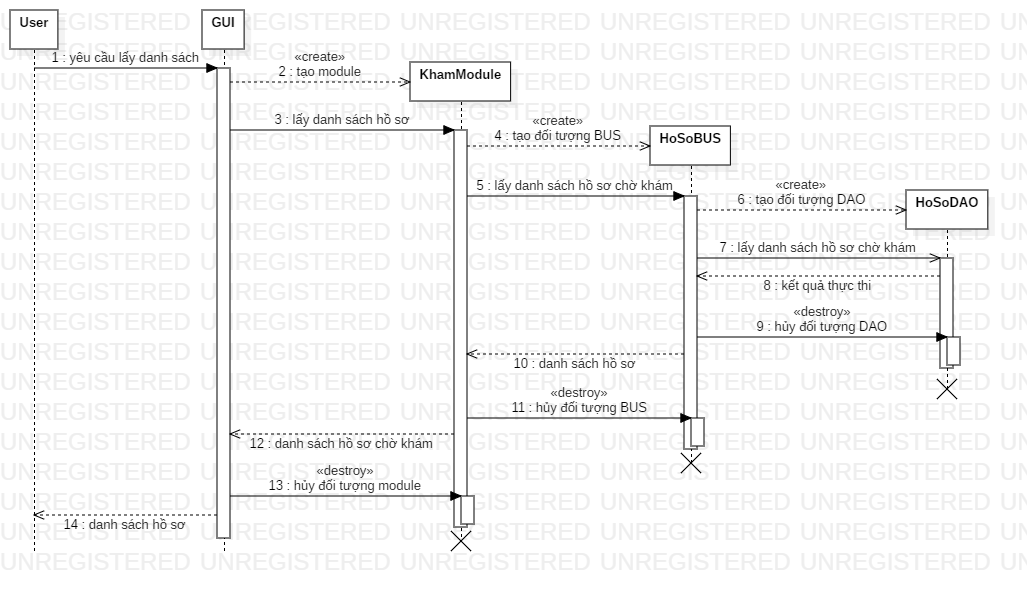 User
GUI
1 : yêu cầu lấy danh sách
«create»
2 : tạo module
KhamModule
3 : lấy danh sách hồ sơ
«create»
4 : tạo đối tượng BUS
HoSoBUS
5 : lấy danh sách hồ sơ chờ khám
«create»
6 : tạo đối tượng DAO
HoSoDAO
7 : lấy danh sách hồ sơ chờ khám
8 : kết quả thực thi
«destroy»
9 : hủy đối tượng DAO
10 : danh sách hồ sơ
«destroy»
11 : hủy đối tượng BUS
12 : danh sách hồ sơ chờ khám
«destroy»
13 : hủy đối tượng module
14 : danh sách hồ sơ
UNREGISTERED UNREGISTERED UNREGISTERED UNREGISTERED UNREGISTERED UN